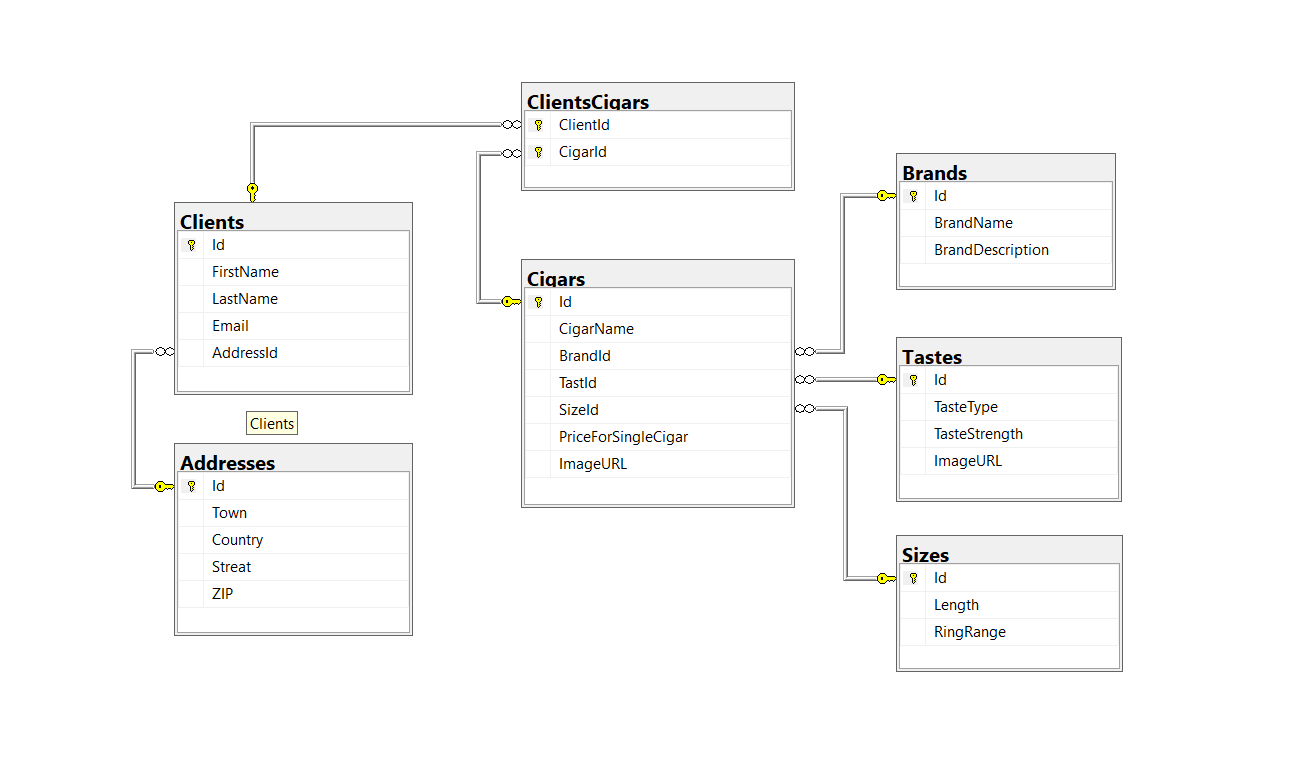 ClientsCigars
ClientId
CigarId
Clients
Id
FirstName
LastName
Email
AddressId
Clients
Addresses
Id
Town
Country
Streat
ZIP
Cigars
Id
CigarName
BrandId
TastId
SizeId
PriceForSingleCigar
ImageURL
Brands
Id
BrandName
BrandDescription
Tastes
Id
TasteType
TasteStrength
ImageURL
Sizes
Id
Length
RingRange